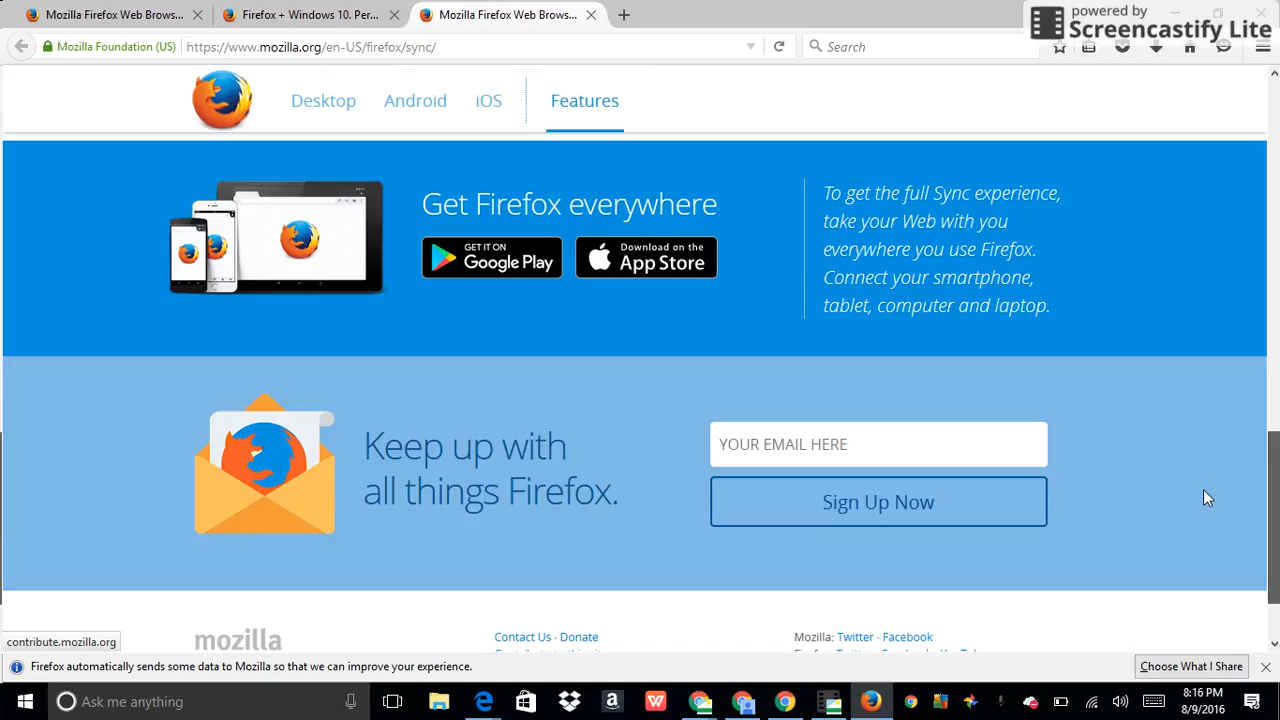 Mozilla Firefox Web Brows...
Firefox + Windows 10. Per...
Mozilla Firefox Web Brows...
powered by
Screencastify Lite
Mozilla Foundation (US)
https://www.mozilla.org/en-US/firefox/sync/
Search
Desktop
Android
iOS
Features
Get Firefox everywhere
GET IT ON
Google Play
Download on the
App Store
To get the full Sync experience,
take your Web with you
everywhere you use Firefox.
Connect your smartphone,
tablet, computer and laptop.
Keep up with
all things Firefox.
YOUR EMAIL HERE
Sign Up Now
mozilla
Contact Us · Donate
Mozilla: Twitter · Facebook
contribute.mozilla.org
Firefox automatically sends some data to Mozilla so that we can improve your experience.
Choose What I Share
Ask me anything
8:16 PM
8/9/2016